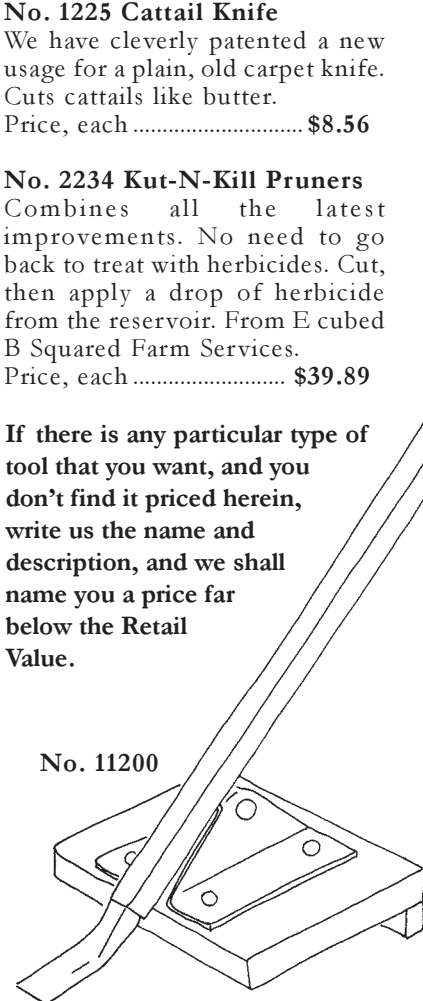 No. 1225 Cattail Knife
We have cleverly patented a new
usage for a plain, old carpet knife.
Cuts cattails like butter.
Price, each ............................. $8.56
No. 2234 Kut-N-Kill Pruners
Combines all the latest
improvements. No need to go
back to treat with herbicides. Cut,
then apply a drop of herbicide
from the reservoir. From E cubed
B Squared Farm Services.
Price, each .......................... $39.89
If there is any particular type of
tool that you want, and you
don’t find it priced herein,
write us the name and
description, and we shall
name you a price far
below the Retail
Value.
No. 11200